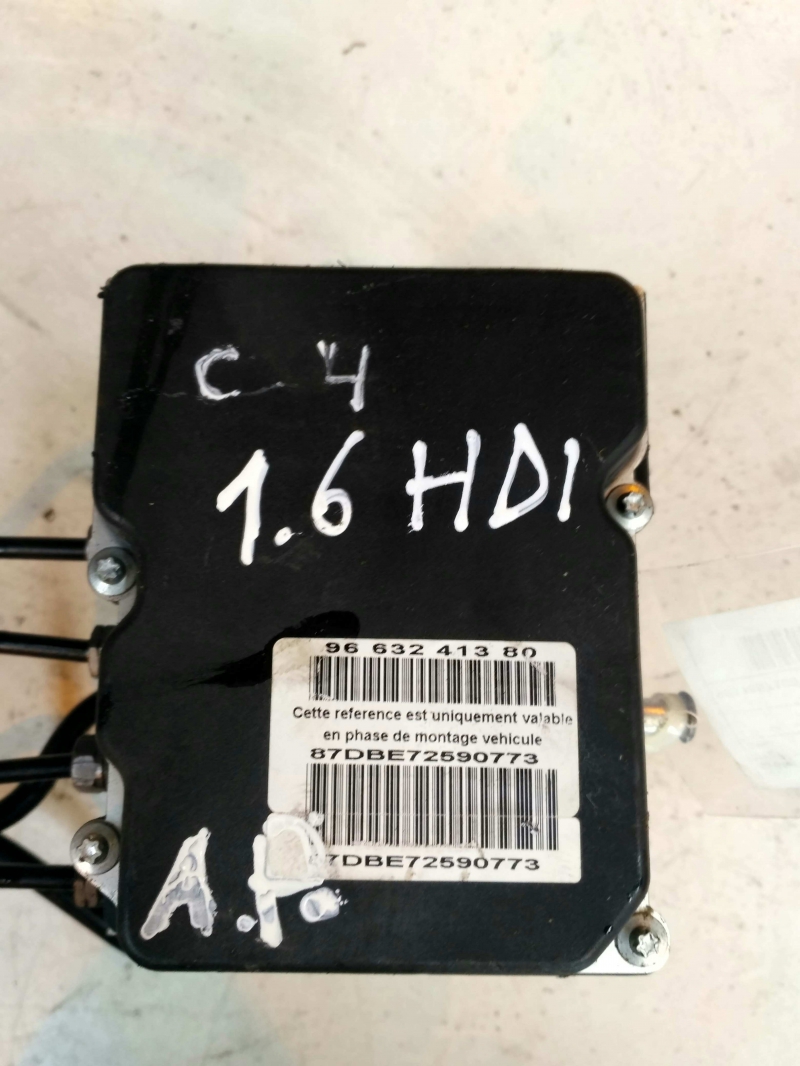 C 4
1.6 HDI
96 632 413 80
Cette reference est uniquement valable
en phase de montage vehicule
87DBE72590773
7DBE72590773
A.P.